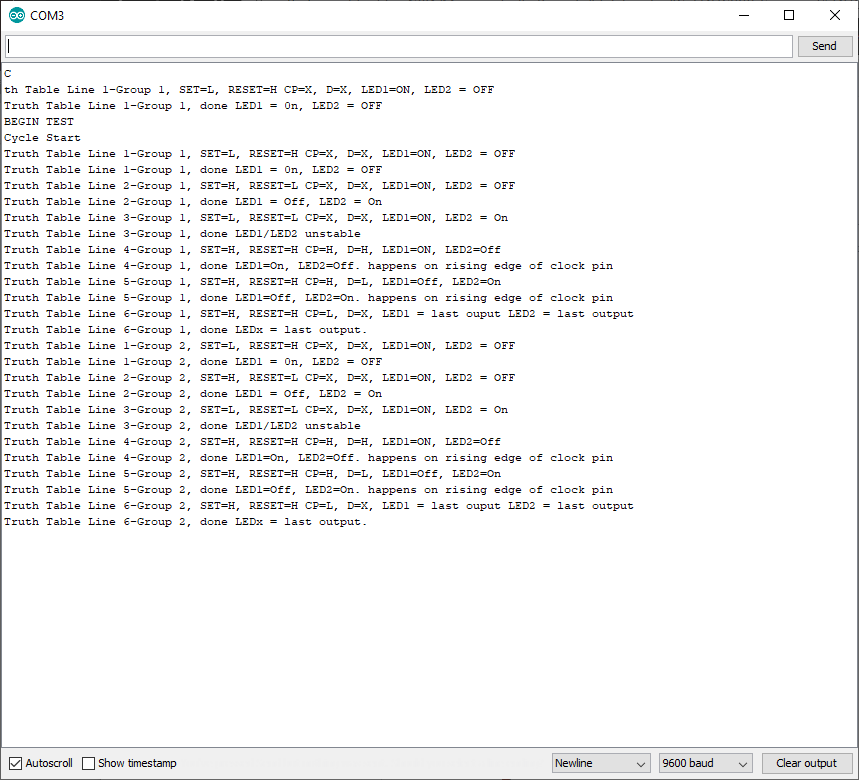 COM3
Send
C
th Table Line 1-Group 1, SET=L, RESET=H CP=X, D=X, LED1=ON, LED2 = OFF
Truth Table Line 1-Group 1, done LED1 = 0n, LED2 = OFF
BEGIN TEST
Cycle Start
Truth Table Line 1-Group 1, SET=L, RESET=H CP=X, D=X, LED1=ON, LED2 = OFF
Truth Table Line 1-Group 1, done LED1 = 0n, LED2 = OFF
Truth Table Line 2-Group 1, SET=H, RESET=L CP=X, D=X, LED1=ON, LED2 = OFF
Truth Table Line 2-Group 1, done LED1 = Off, LED2 = On
Truth Table Line 3-Group 1, SET=L, RESET=L CP=X, D=X, LED1=ON, LED2 = On
Truth Table Line 3-Group 1, done LED1/LED2 unstable
Truth Table Line 4-Group 1, SET=H, RESET=H CP=H, D=H, LED1=ON, LED2=Off
Truth Table Line 4-Group 1, done LED1=On, LED2=Off. happens on rising edge of clock pin
Truth Table Line 5-Group 1, SET=H, RESET=H CP=H, D=L, LED1=Off, LED2=On
Truth Table Line 5-Group 1, done LED1=Off, LED2=On. happens on rising edge of clock pin
Truth Table Line 6-Group 1, SET=H, RESET=H CP=L, D=X, LED1 = last ouput LED2 = last output
Truth Table Line 6-Group 1, done LEDx = last output.
Truth Table Line 1-Group 2, SET=L, RESET=H CP=X, D=X, LED1=ON, LED2 = OFF
Truth Table Line 1-Group 2, done LED1 = 0n, LED2 = OFF
Truth Table Line 2-Group 2, SET=H, RESET=L CP=X, D=X, LED1=ON, LED2 = OFF
Truth Table Line 2-Group 2, done LED1 = Off, LED2 = On
Truth Table Line 3-Group 2, SET=L, RESET=L CP=X, D=X, LED1=ON, LED2 = On
Truth Table Line 3-Group 2, done LED1/LED2 unstable
Truth Table Line 4-Group 2, SET=H, RESET=H CP=H, D=H, LED1=ON, LED2=Off
Truth Table Line 4-Group 2, done LED1=On, LED2=Off. happens on rising edge of clock pin
Truth Table Line 5-Group 2, SET=H, RESET=H CP=H, D=L, LED1=Off, LED2=On
Truth Table Line 5-Group 2, done LED1=Off, LED2=On. happens on rising edge of clock pin
Truth Table Line 6-Group 2, SET=H, RESET=H CP=L, D=X, LED1 = last ouput LED2 = last output
Truth Table Line 6-Group 2, done LEDx = last output.
Autoscroll Show timestamp Newline 9600 baud Clear output